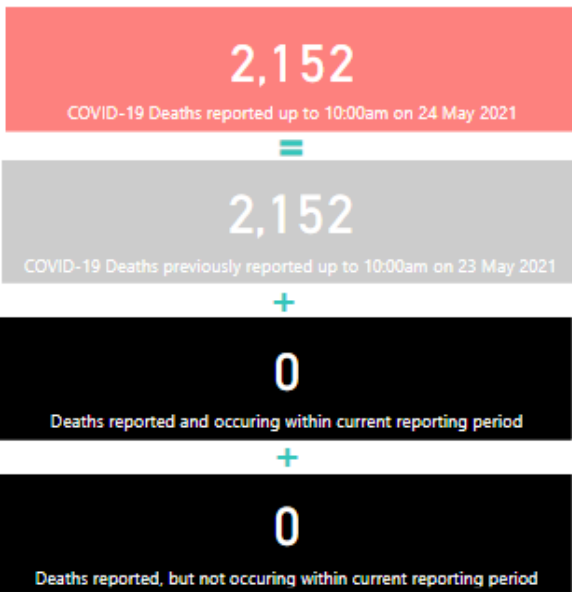 2,152
COVID-19 Deaths reported up to 10:00am on 24 May 2021
=
2,152
COVID-19 Deaths previously reported up to 10:00am on 23 May 2021
+
0
Deaths reported and occuring within current reporting period
+
0
Deaths reported, but not occuring within current reporting period